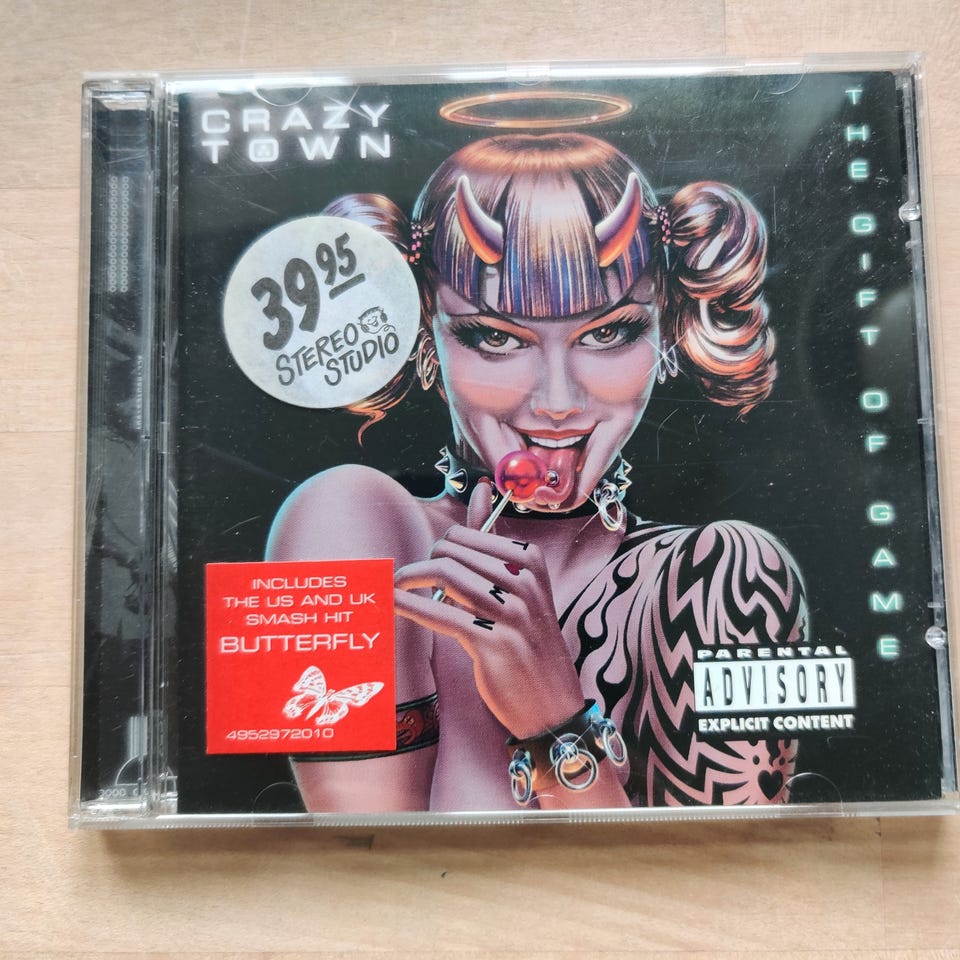 CRAZY
TOWN
THE GIFT OF GAME
39 95
STEREO
STUDIO
TOWN
INCLUDES
THE US AND UK
SMASH HIT
BUTTERFLY
4952972010
PARENTAL
ADVISORY
EXPLICIT CONTENT